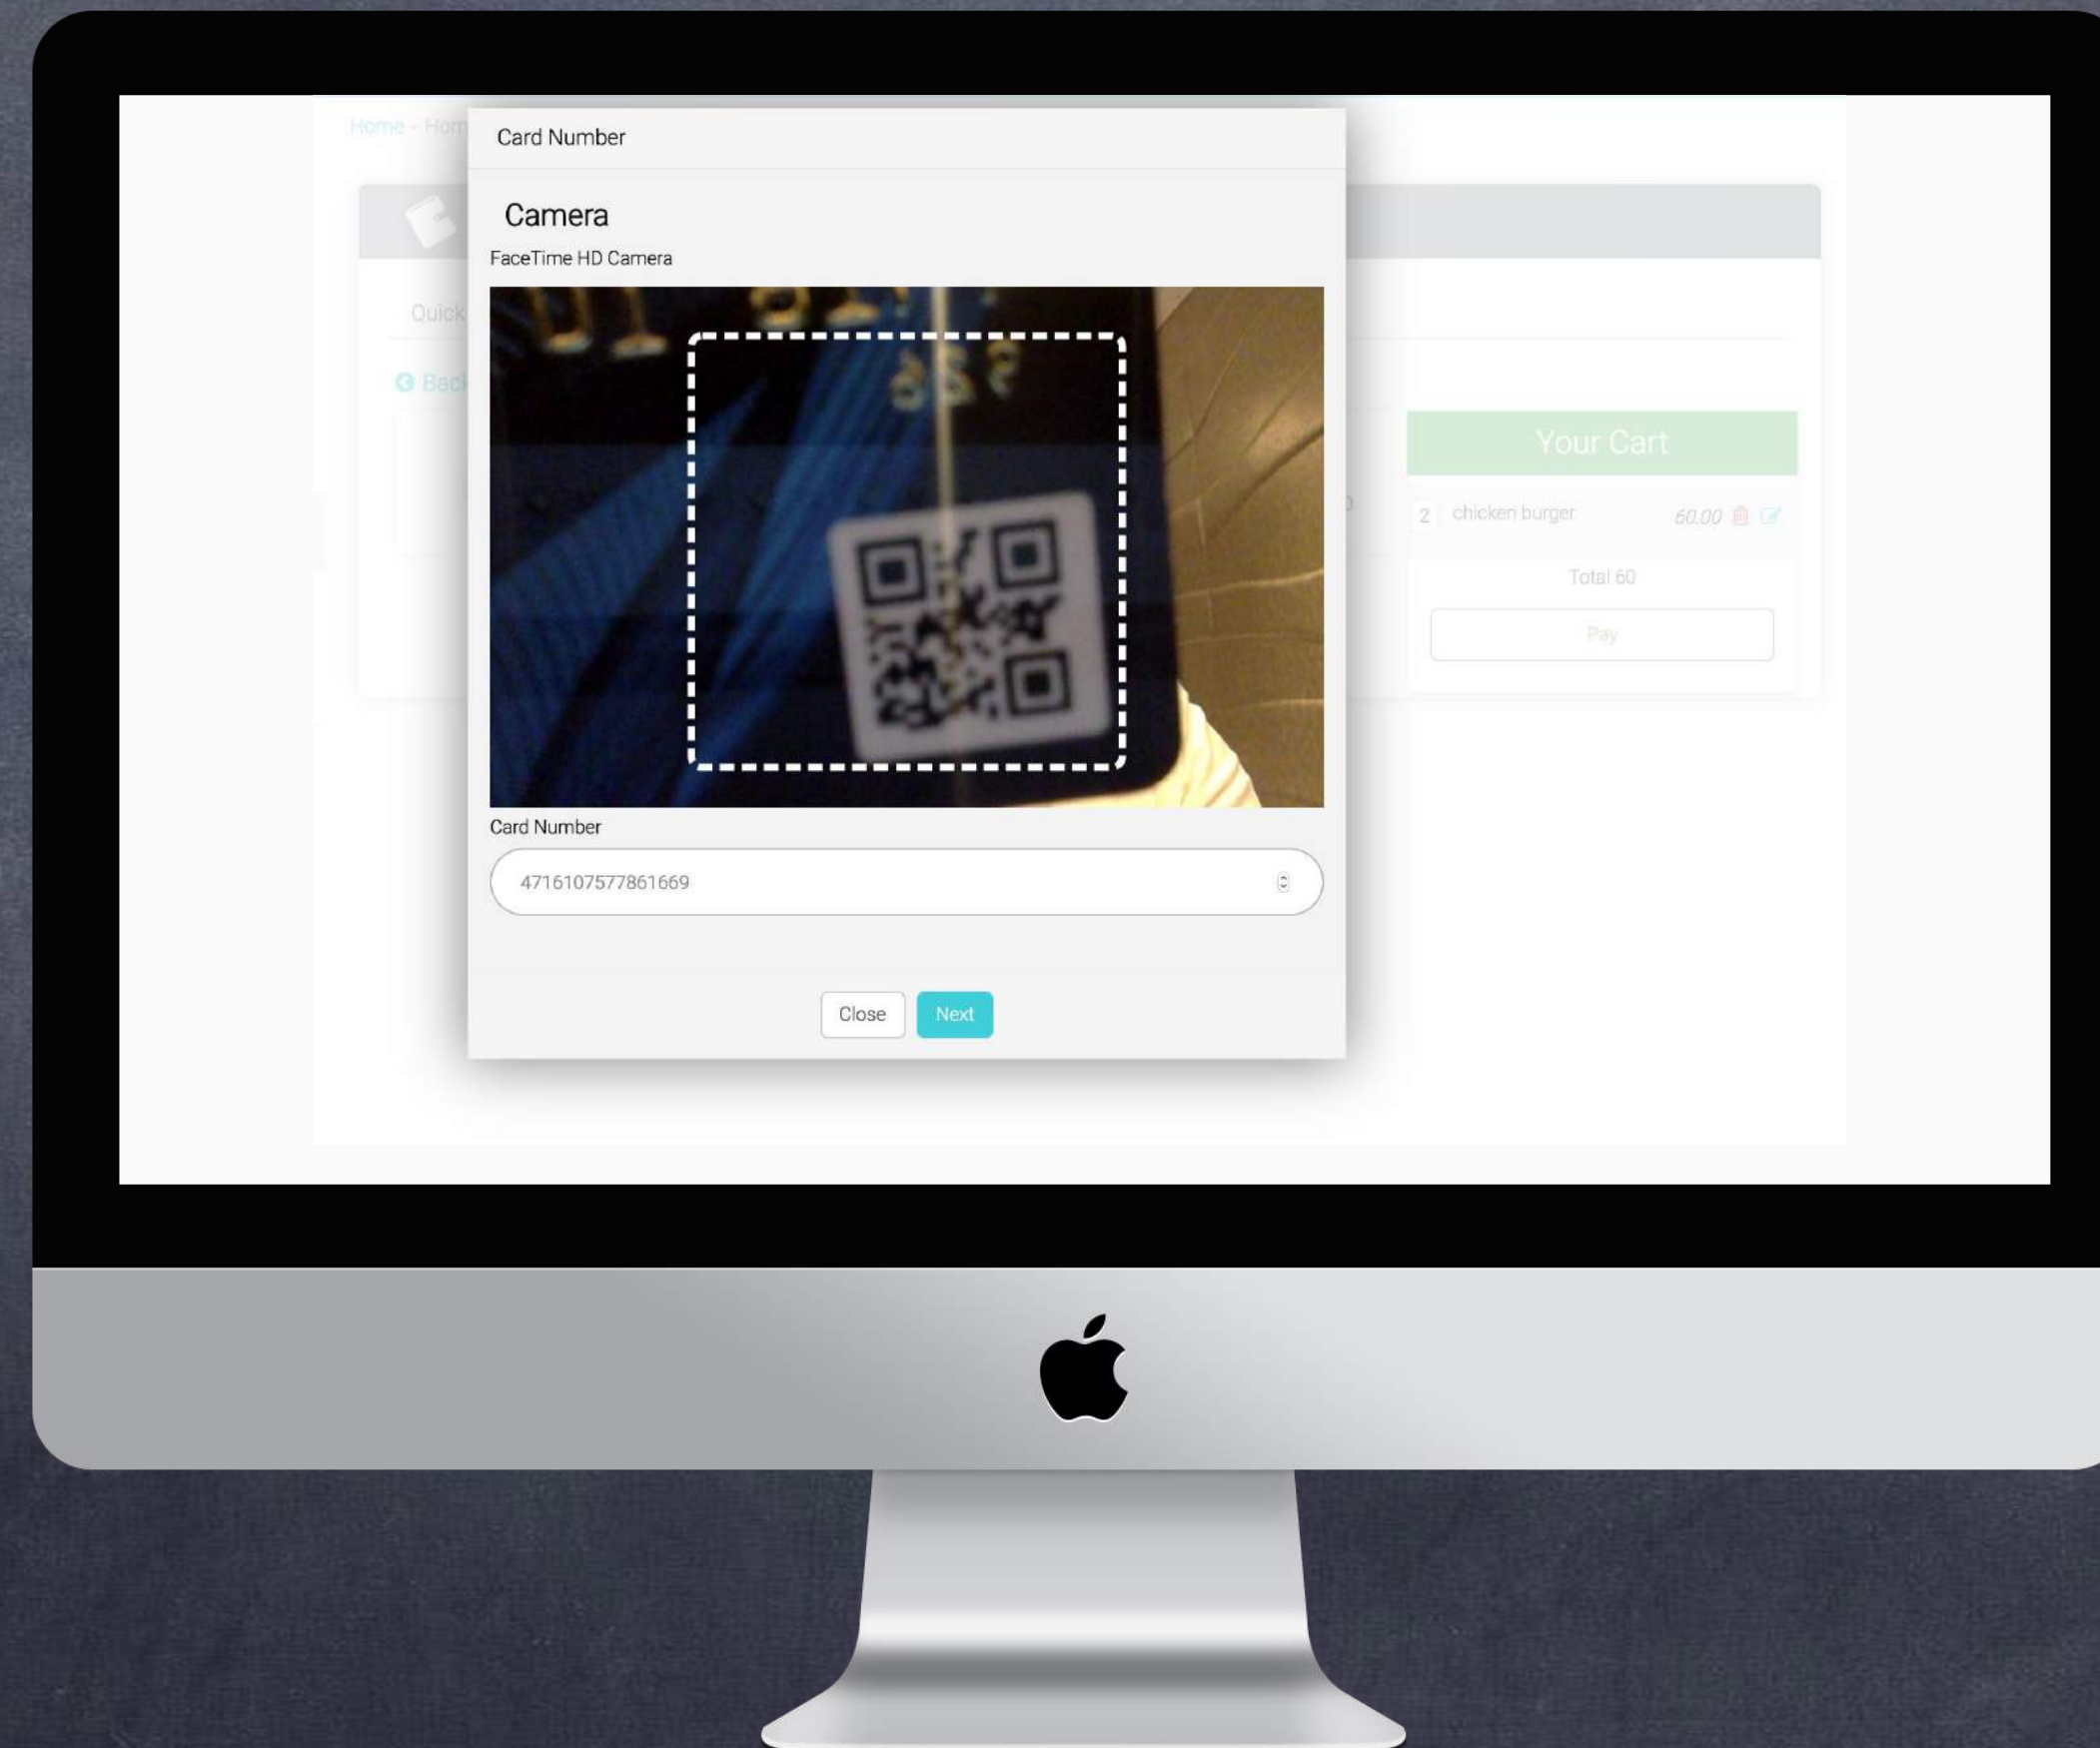 Home - Hom
Card Number
Camera
FaceTime HD Camera
Quick
Back
Your Cart
2 chicken burger 60.00
Total 60
Pay
Card Number
4716107577861669
Close Next